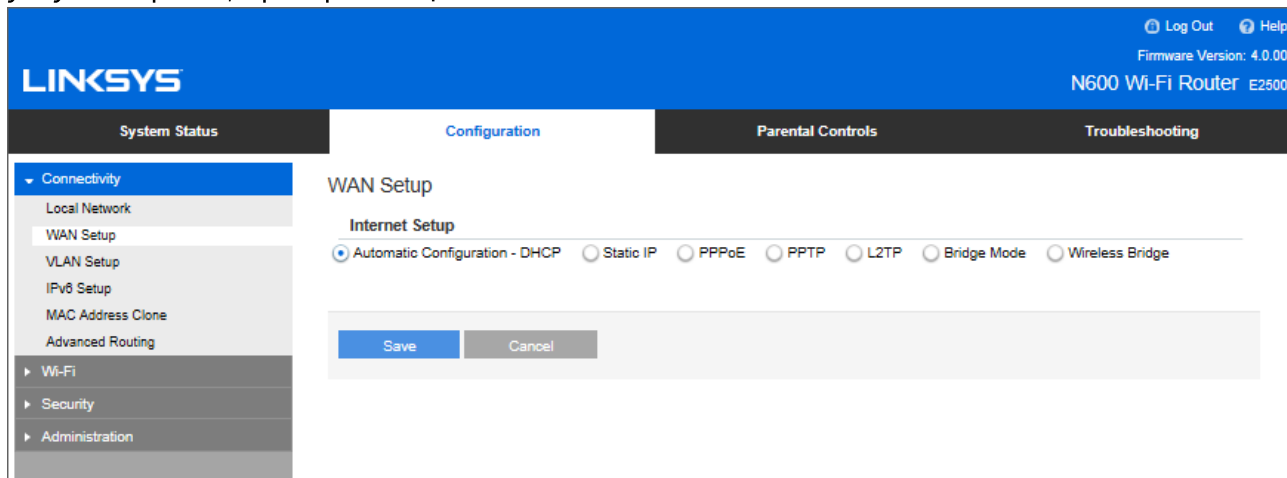 Log Out Help
Firmware Version: 4.0.00
LINKSYS
N600 Wi-Fi Router E2500
System Status Configuration Parental Controls Troubleshooting
Connectivity
Local Network
WAN Setup
VLAN Setup
IPv6 Setup
MAC Address Clone
Advanced Routing
Wi-Fi
Security
Administration
WAN Setup
Internet Setup
Automatic Configuration - DHCP Static IP PPPoE PPTP L2TP Bridge Mode Wireless Bridge
Save Cancel